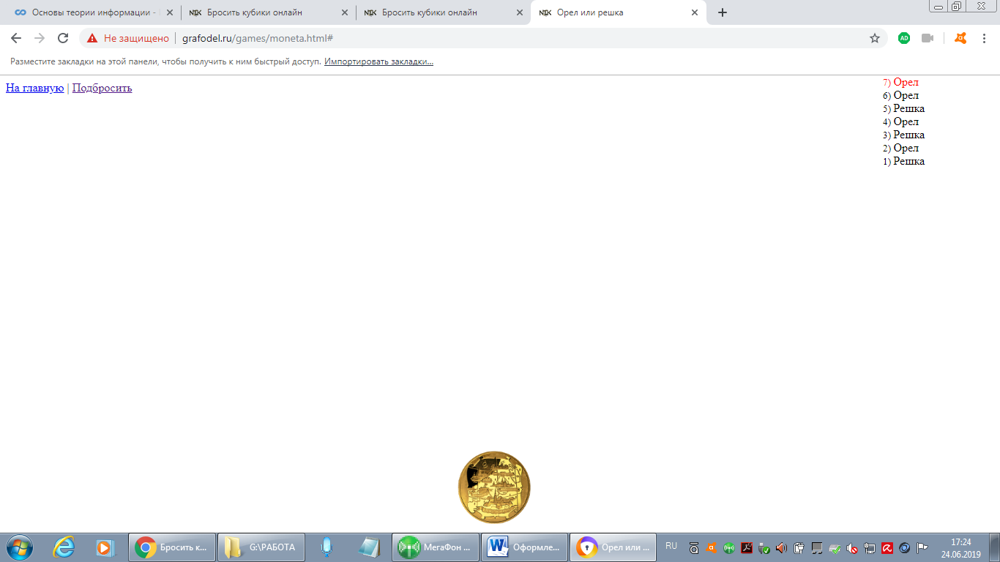 Основы теории информации -
Бросить кубики онлайн
Бросить кубики онлайн
Орел или решка
Не защищено
grafodel.ru/games/moneta.html#
Разместите закладки на этой панели, чтобы получить к ним быстрый доступ. Импортировать закладки...
На главную | Подбросить
7) Орел
6) Орел
5) Решка
4) Орел
3) Решка
2) Орел
1) Решка
Бросить к...
G:\РАБОТА
МегаФон ...
Оформле...
Орел или ...
RU
17:24
24.06.2019